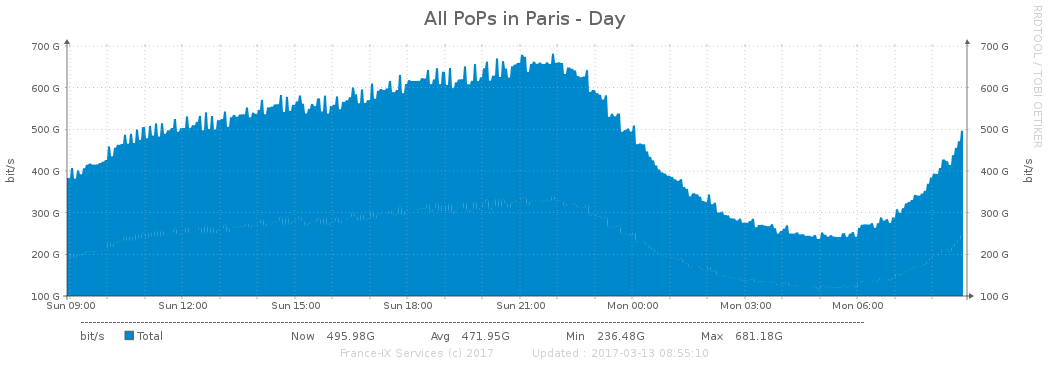 All PoPs in Paris - Day
RRDTOOL / TOBI OETIKER
bit/s
bit/s
700 G 700 G
600 G 600 G
500 G 500 G
400 G 400 G
300 G 300 G
200 G 200 G
100 G 100 G
Sun 09:00 Sun 12:00 Sun 15:00 Sun 18:00 Sun 21:00 Mon 00:00 Mon 03:00 Mon 06:00
bit/s Total Now 495.98G Avg 471.95G Min 236.48G Max 681.18G
France-IX Services (c) 2017 Updated : 2017-03-13 08:55:10